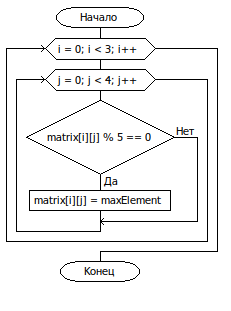 Начало
i = 0; i < 3; i++
j = 0; j < 4; j++
matrix[i][j] % 5 == 0
Нет
Да
matrix[i][j] = maxElement
Конец